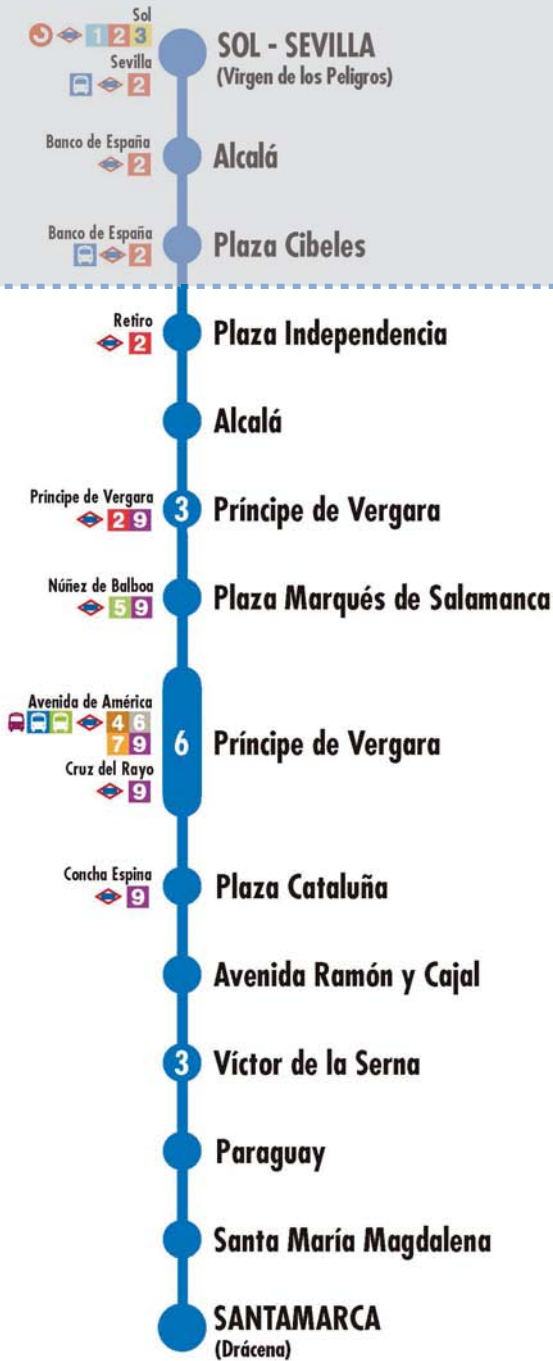 Sol
1 2 3
SOL - SEVILLA
Sevilla
2
(Virgen de los Peligros)
Banco de España
2
Alcalá
Banco de España
2
Plaza Cibeles
Retiro
2
Plaza Independencia
Alcalá
Principe de Vergara
2 9
3
Príncipe de Vergara
Núñez de Balboa
5 9
Plaza Marqués de Salamanca
Avenida de América
4 6
7 9
6
Príncipe de Vergara
Cruz del Rayo
9
Concha Espina
9
Plaza Cataluña
Avenida Ramón y Cajal
3
Víctor de la Serna
Paraguay
Santa María Magdalena
SANTAMARCA
(Drácena)